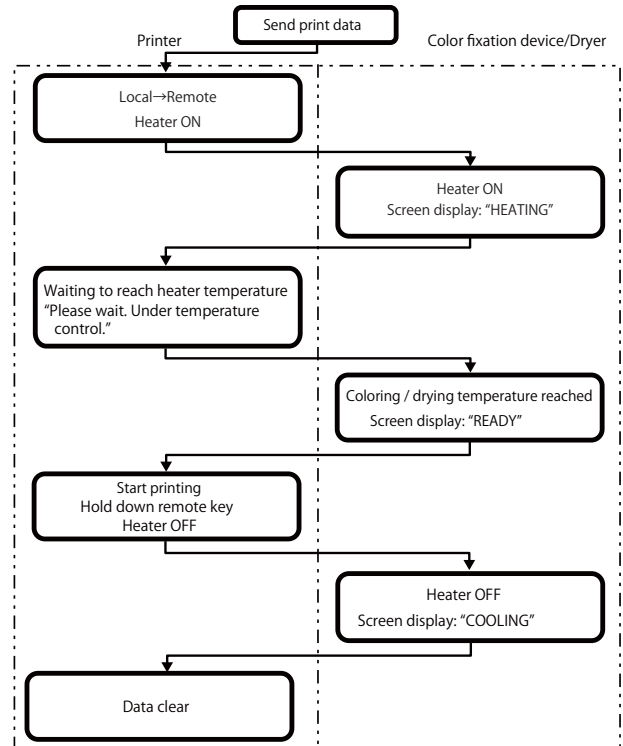 Send print data
Printer
Color fixation device/Dryer
Local→Remote
Heater ON
Heater ON
Screen display: “HEATING”
Waiting to reach heater temperature
“Please wait. Under temperature
control.”
Coloring / drying temperature reached
Screen display: “READY”
Start printing
Hold down remote key
Heater OFF
Heater OFF
Screen display: “COOLING”
Data clear